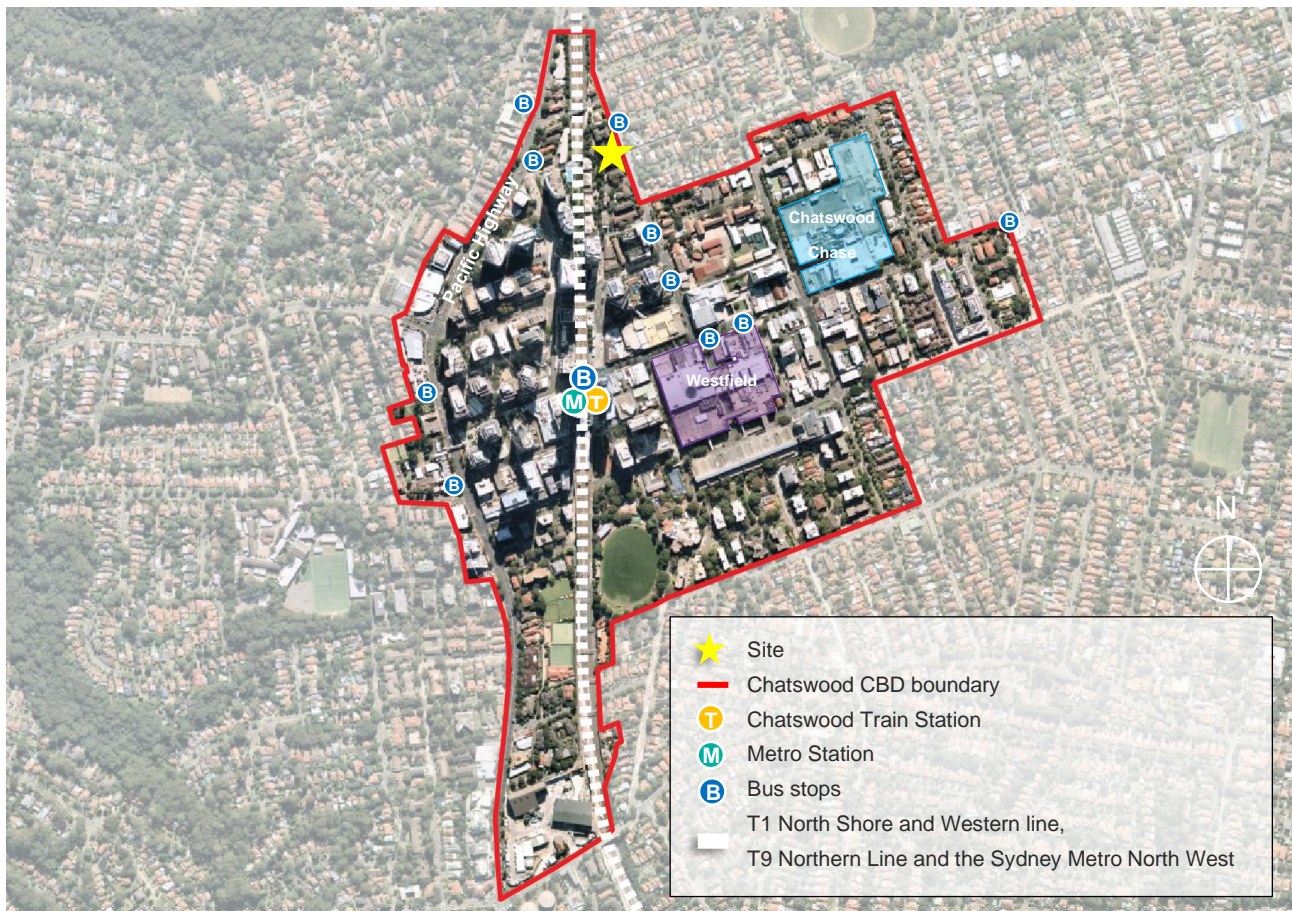 B
B
B
Pacific Highway
B
B
B
Chatswood
Chase
B
B
B
Westfield
B
M
T
B
B
N
Site
Chatswood CBD boundary
T
Chatswood Train Station
M
Metro Station
B
Bus stops
T1 North Shore and Western line,
T9 Northern Line and the Sydney Metro North West